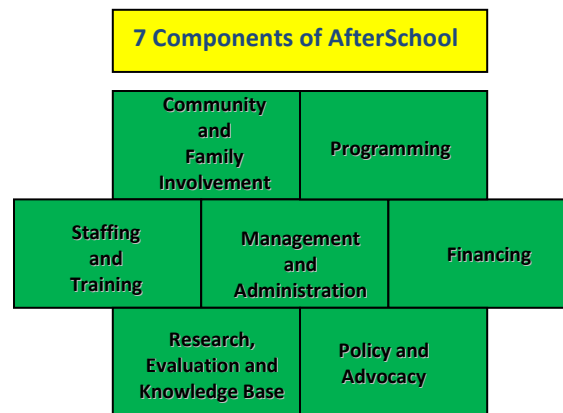 7 Components of AfterSchool
Community
and
Family
Involvement
Programming
Staffing
and
Training
Management
and
Administration
Financing
Research,
Evaluation and
Knowledge Base
Policy and
Advocacy